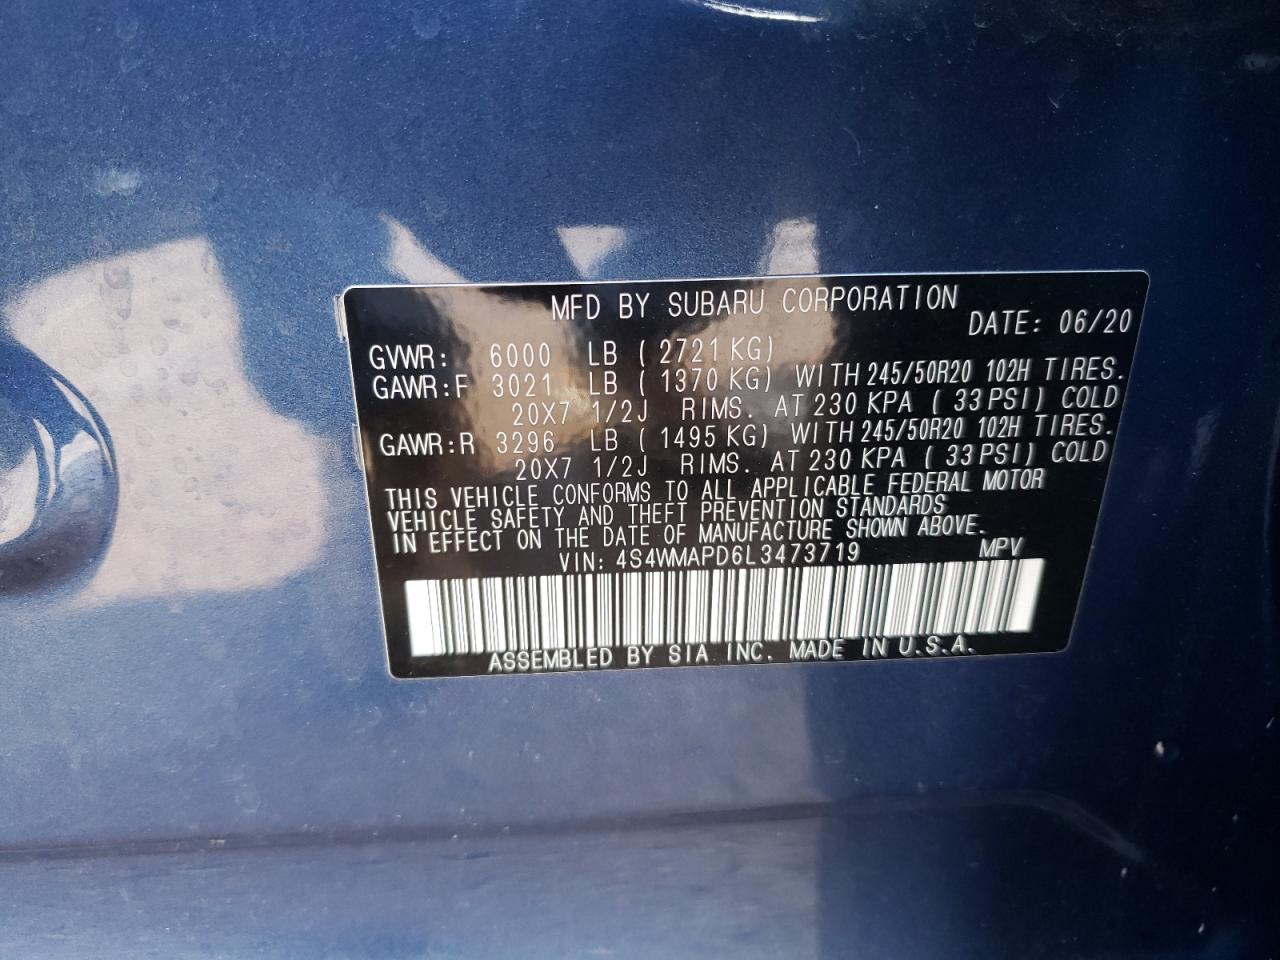 MFD BY SUBARU CORPORATION
DATE: 06/20
GVWR: 6000 LB ( 2721 KG)
GAWR:F 3021 LB ( 1370 KG) WITH 245/50R20 102H TIRES.
20X7 1/2J RIMS. AT 230 KPA ( 33 PSI) COLD
GAWR:R 3296 LB ( 1495 KG) WITH 245/50R20 102H TIRES.
20X7 1/2J RIMS. AT 230 KPA ( 33 PSI) COLD
THIS VEHICLE CONFORMS TO ALL APPLICABLE FEDERAL MOTOR
VEHICLE SAFETY AND THEFT PREVENTION STANDARDS
IN EFFECT ON THE DATE OF MANUFACTURE SHOWN ABOVE.
VIN: 4S4WMAPD6L3473719 MPV
ASSEMBLED BY SIA INC. MADE IN U.S.A.